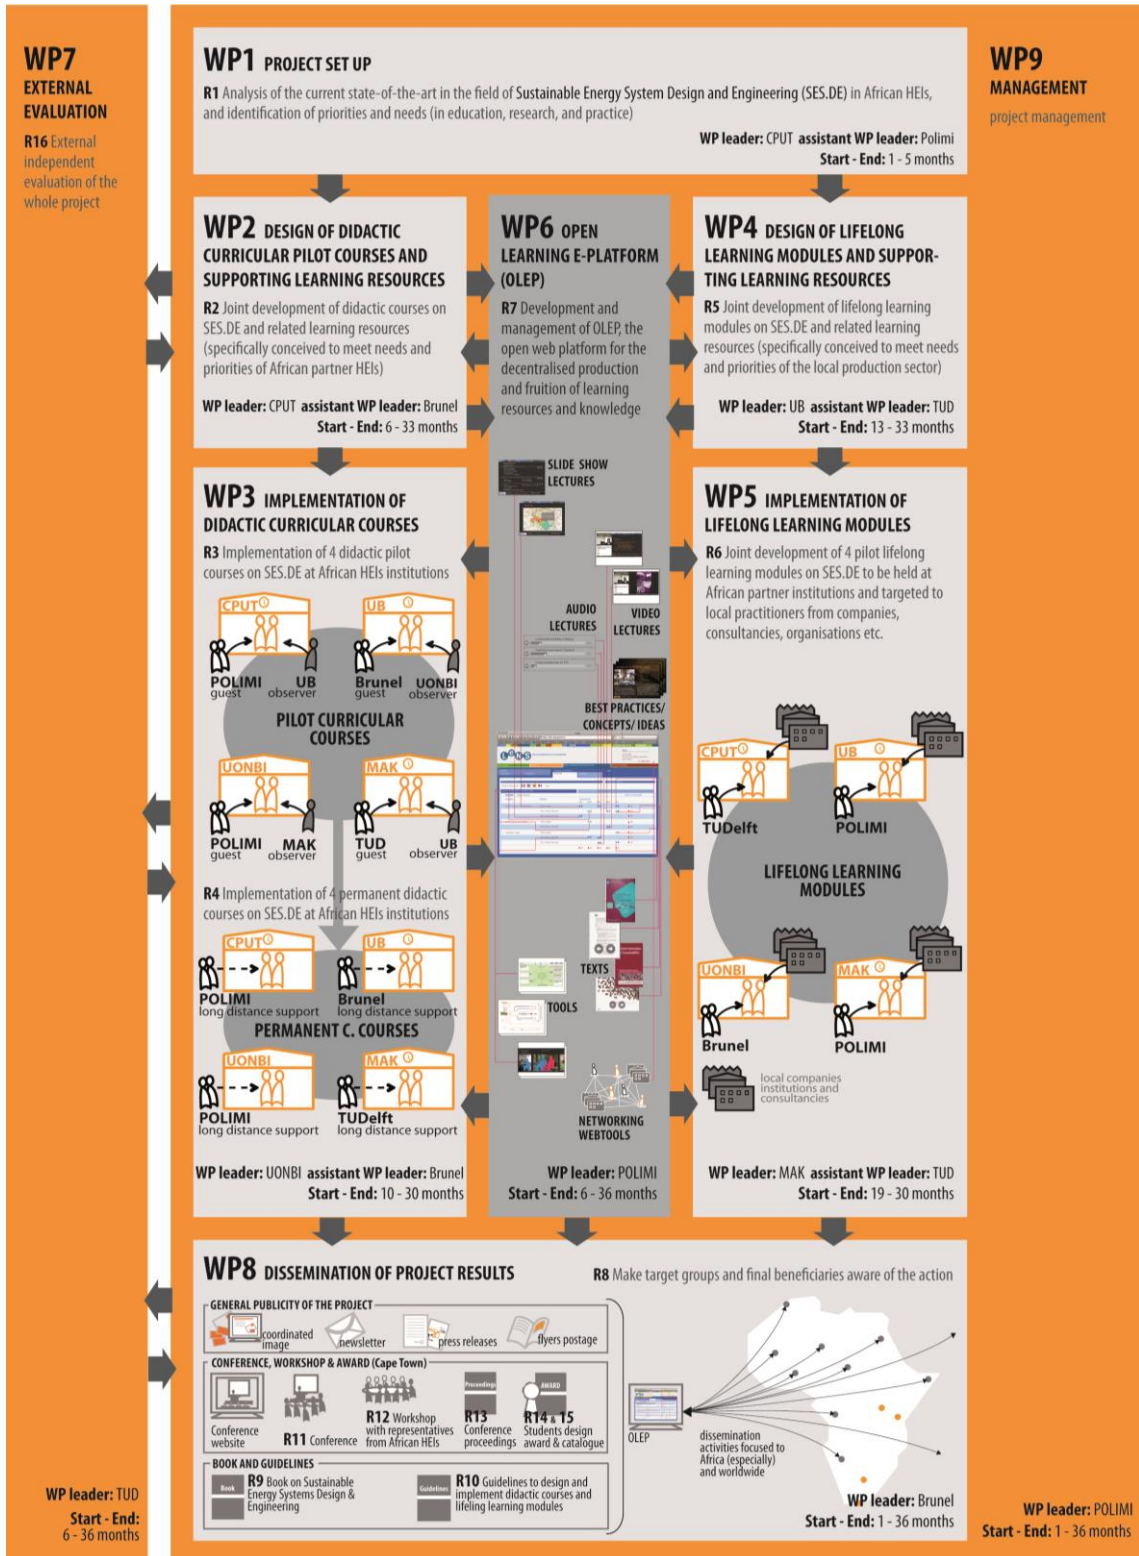 WP7
EXTERNAL
EVALUATION
R16 External
independent
evaluation of the
whole project
WP leader: TUD
Start - End:
6 - 36 months
WP1 PROJECT SET UP
R1 Analysis of the current state-of-the-art in the field of Sustainable Energy System Design and Engineering (SES.DE) in African HEIs,
and identification of priorities and needs (in education, research, and practice)
WP leader: CPUT assistant WP leader: Polimi
Start - End: 1 - 5 months
WP9
MANAGEMENT
project management
WP2 DESIGN OF DIDACTIC
CURRICULAR PILOT COURSES AND
SUPPORTING LEARNING RESOURCES
R2 Joint development of didactic courses on
SES.DE and related learning resources
(specifically conceived to meet needs and
priorities of African partner HEIs)
WP leader: CPUT assistant WP leader: Brunel
Start - End: 6 - 33 months
WP6 OPEN
LEARNING E-PLATFORM
(OLEP)
R7 Development and
management of OLEP, the
open web platform for the
decentralised production
and fruition of learning
resources and knowledge
WP4 DESIGN OF LIFELONG
LEARNING MODULES AND SUPPOR-
TING LEARNING RESOURCES
R5 Joint development of lifelong learning
modules on SES.DE and related learning
resources (specifically conceived to meet needs
and priorities of the local production sector)
WP leader: UB assistant WP leader: TUD
Start - End: 13 - 33 months
WP3 IMPLEMENTATION OF
DIDACTIC CURRICULAR COURSES
R3 Implementation of 4 didactic pilot
courses on SES.DE at African HEIs institutions
CPUT
UB
POLIMI
guest
UB
observer
Brunel
guest
UONBI
observer
PILOT CURRICULAR
COURSES
UONBI
MAK
POLIMI
guest
MAK
observer
TUD
guest
UB
observer
R4 Implementation of 4 permanent didactic
courses on SES.DE at African HEIs institutions
CPUT
UB
POLIMI
long distance support
Brunel
long distance support
PERMANENT C. COURSES
UONBI
MAK
POLIMI
long distance support
TUDelft
long distance support
WP leader: UONBI assistant WP leader: Brunel
Start - End: 10 - 30 months
SLIDE SHOW
LECTURES
AUDIO
LECTURES
VIDEO
LECTURES
BEST PRACTICES/
CONCEPTS/ IDEAS
TEXTS
TOOLS
NETWORKING
WEBTOOLS
WP leader: POLIMI
Start - End: 6 - 36 months
WP5 IMPLEMENTATION OF
LIFELONG LEARNING MODULES
R6 Joint development of 4 pilot lifelong
learning modules on SES.DE to be held at
African partner institutions and targeted to
local practitioners from companies,
consultancies, organisations etc.
CPUT
UB
TUDelft
POLIMI
LIFELONG LEARNING
MODULES
UONBI
MAK
Brunel
POLIMI
local companies
institutions and
consultancies
WP leader: MAK assistant WP leader: TUD
Start - End: 19 - 30 months
WP8 DISSEMINATION OF PROJECT RESULTS
R8 Make target groups and final beneficiaries aware of the action
GENERAL PUBLICITY OF THE PROJECT
coordinated
image
newsletter
press releases
flyers postage
CONFERENCE, WORKSHOP & AWARD (Cape Town)
Conference
website
R11 Conference
R12 Workshop
with representatives
from African HEIs
Proceedings
R13
Conference
proceedings
AWARD
R14 & 15
Students design
award & catalogue
BOOK AND GUIDELINES
Book
R9 Book on Sustainable
Energy Systems Design &
Engineering
Guidelines
R10 Guidelines to design and
implement didactic courses and
lifeling learning modules
OLEP
dissemination
activities focused to
Africa (especially)
and worldwide
WP leader: Brunel
Start - End: 1 - 36 months
WP leader: POLIMI
Start - End: 1 - 36 months